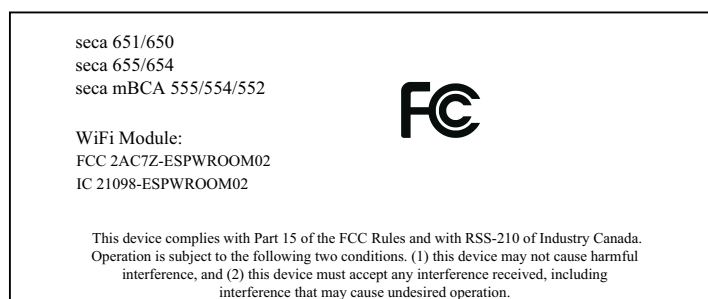 seca 651/650
seca 655/654
seca mBCA 555/554/552
FC
WiFi Module:
FCC 2AC7Z-ESPWROOM02
IC 21098-ESPWROOM02
This device complies with Part 15 of the FCC Rules and with RSS-210 of Industry Canada.
Operation is subject to the following two conditions. (1) this device may not cause harmful
interference, and (2) this device must accept any interference received, including
interference that may cause undesired operation.